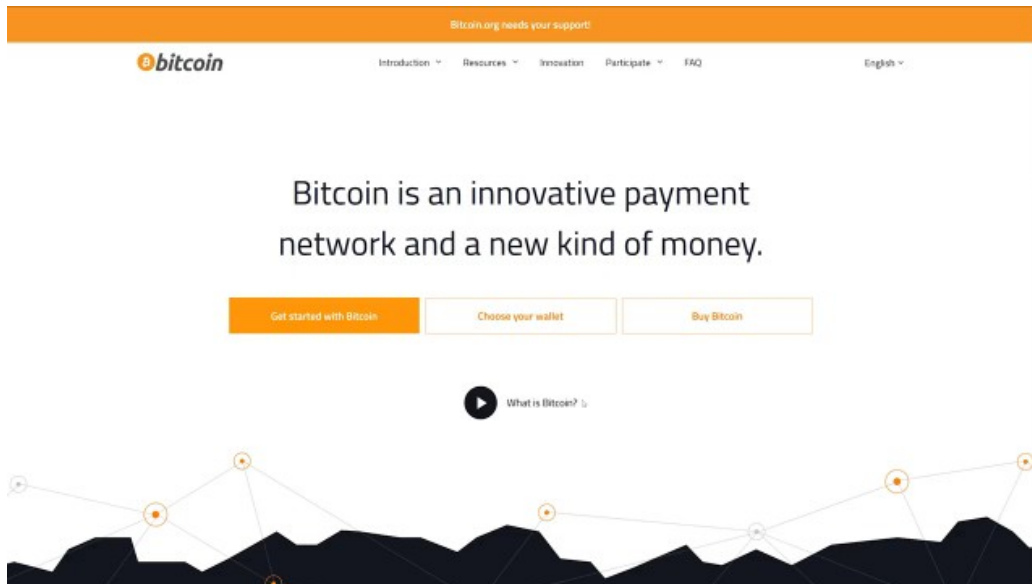 Bitcoin.org needs your support!
bitcoin
Introduction Resources Innovation Participate FAQ English
Bitcoin is an innovative payment
network and a new kind of money.
Get started with Bitcoin Choose your wallet Buy Bitcoin
What is Bitcoin?